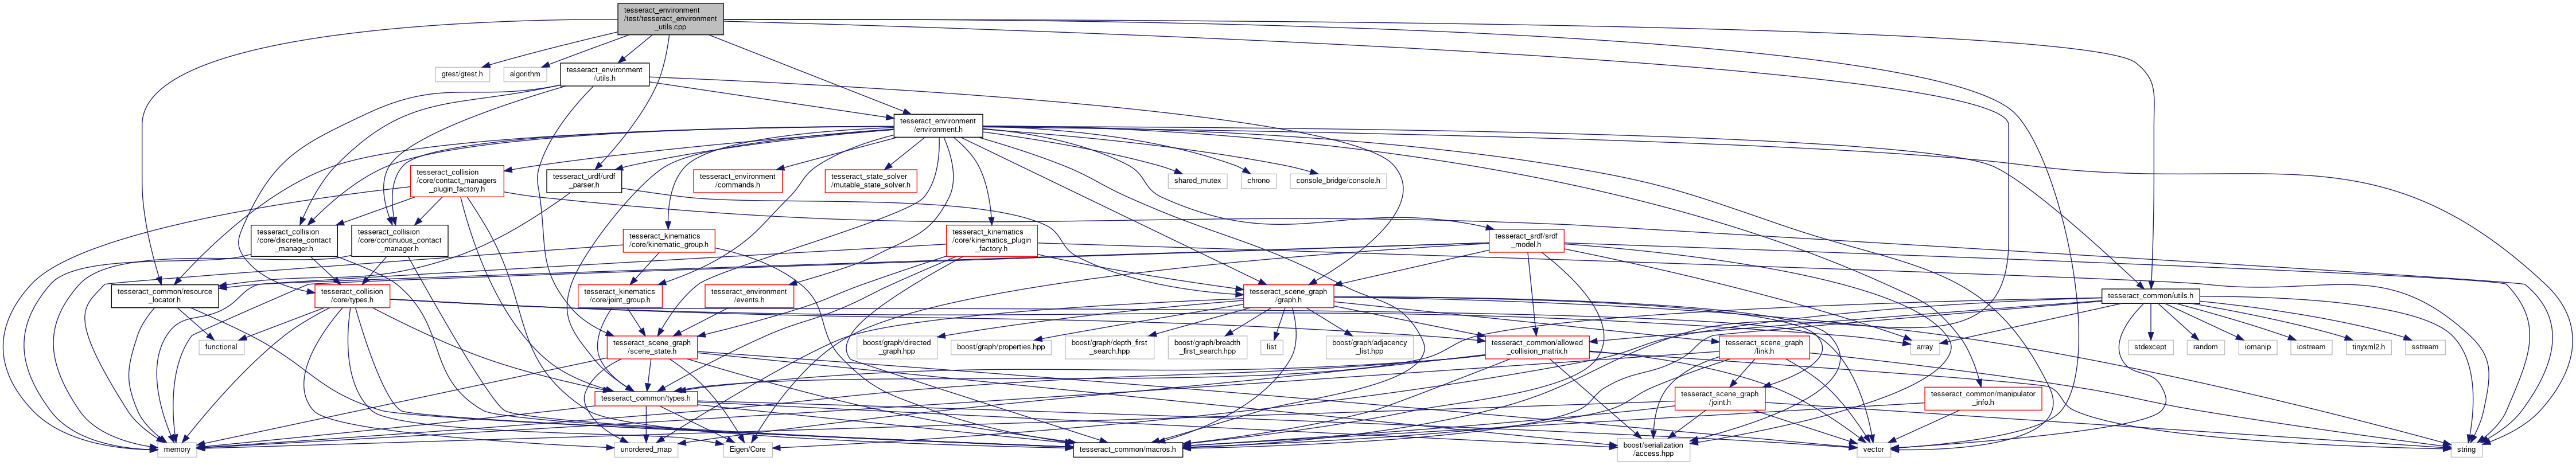 tesseract_environment
/test/tesseract_environment
_utils.cpp
gtest/gtest.h
algorithm
tesseract_environment
/utils.h
tesseract_environment
/environment.h
tesseract_collision
/core/contact_managers
_plugin_factory.h
tesseract_urdf/urdf
_parser.h
tesseract_environment
/commands.h
tesseract_state_solver
/mutable_state_solver.h
shared_mutex
chrono
console_bridge/console.h
tesseract_collision
/core/discrete_contact
_manager.h
tesseract_collision
/core/continuous_contact
_manager.h
tesseract_kinematics
/core/kinematic_group.h
tesseract_kinematics
/core/kinematics_plugin
_factory.h
tesseract_srdf/srdf
_model.h
tesseract_common/resource
_locator.h
tesseract_collision
/core/types.h
tesseract_kinematics
/core/joint_group.h
tesseract_environment
/events.h
tesseract_scene_graph
/graph.h
tesseract_common/utils.h
functional
tesseract_scene_graph
/scene_state.h
boost/graph/directed
_graph.hpp
boost/graph/properties.hpp
boost/graph/depth_first
_search.hpp
boost/graph/breadth
_first_search.hpp
list
boost/graph/adjacency
_list.hpp
tesseract_common/allowed
_collision_matrix.h
tesseract_scene_graph
/link.h
array
stdexcept
random
iomanip
iostream
tinyxml2.h
sstream
tesseract_common/types.h
tesseract_scene_graph
/joint.h
tesseract_common/manipulator
_info.h
memory
unordered_map
Eigen/Core
tesseract_common/macros.h
boost/serialization
/access.hpp
vector
string